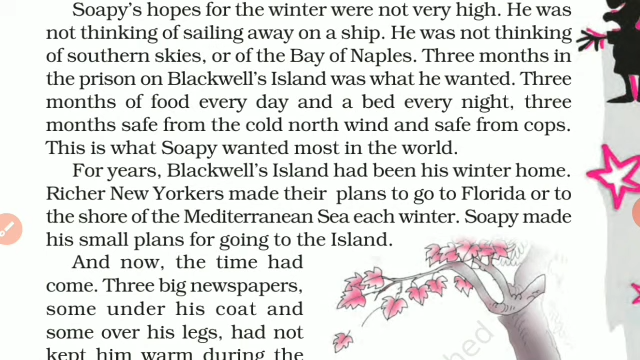 Soapy's hopes for the winter were not very high. He was
not thinking of sailing away on a ship. He was not thinking
of southern skies, or of the Bay of Naples. Three months in
the prison on Blackwell's Island was what he wanted. Three
months of food every day and a bed every night, three
months safe from the cold north wind and safe from cops.
This is what Soapy wanted most in the world.
For years, Blackwell's Island had been his winter home.
Richer New Yorkers made their plans to go to Florida or to
the shore of the Mediterranean Sea each winter. Soapy made
his small plans for going to the Island.
And now, the time had
come. Three big newspapers,
some under his coat and
some over his legs, had not
kept him warm during the